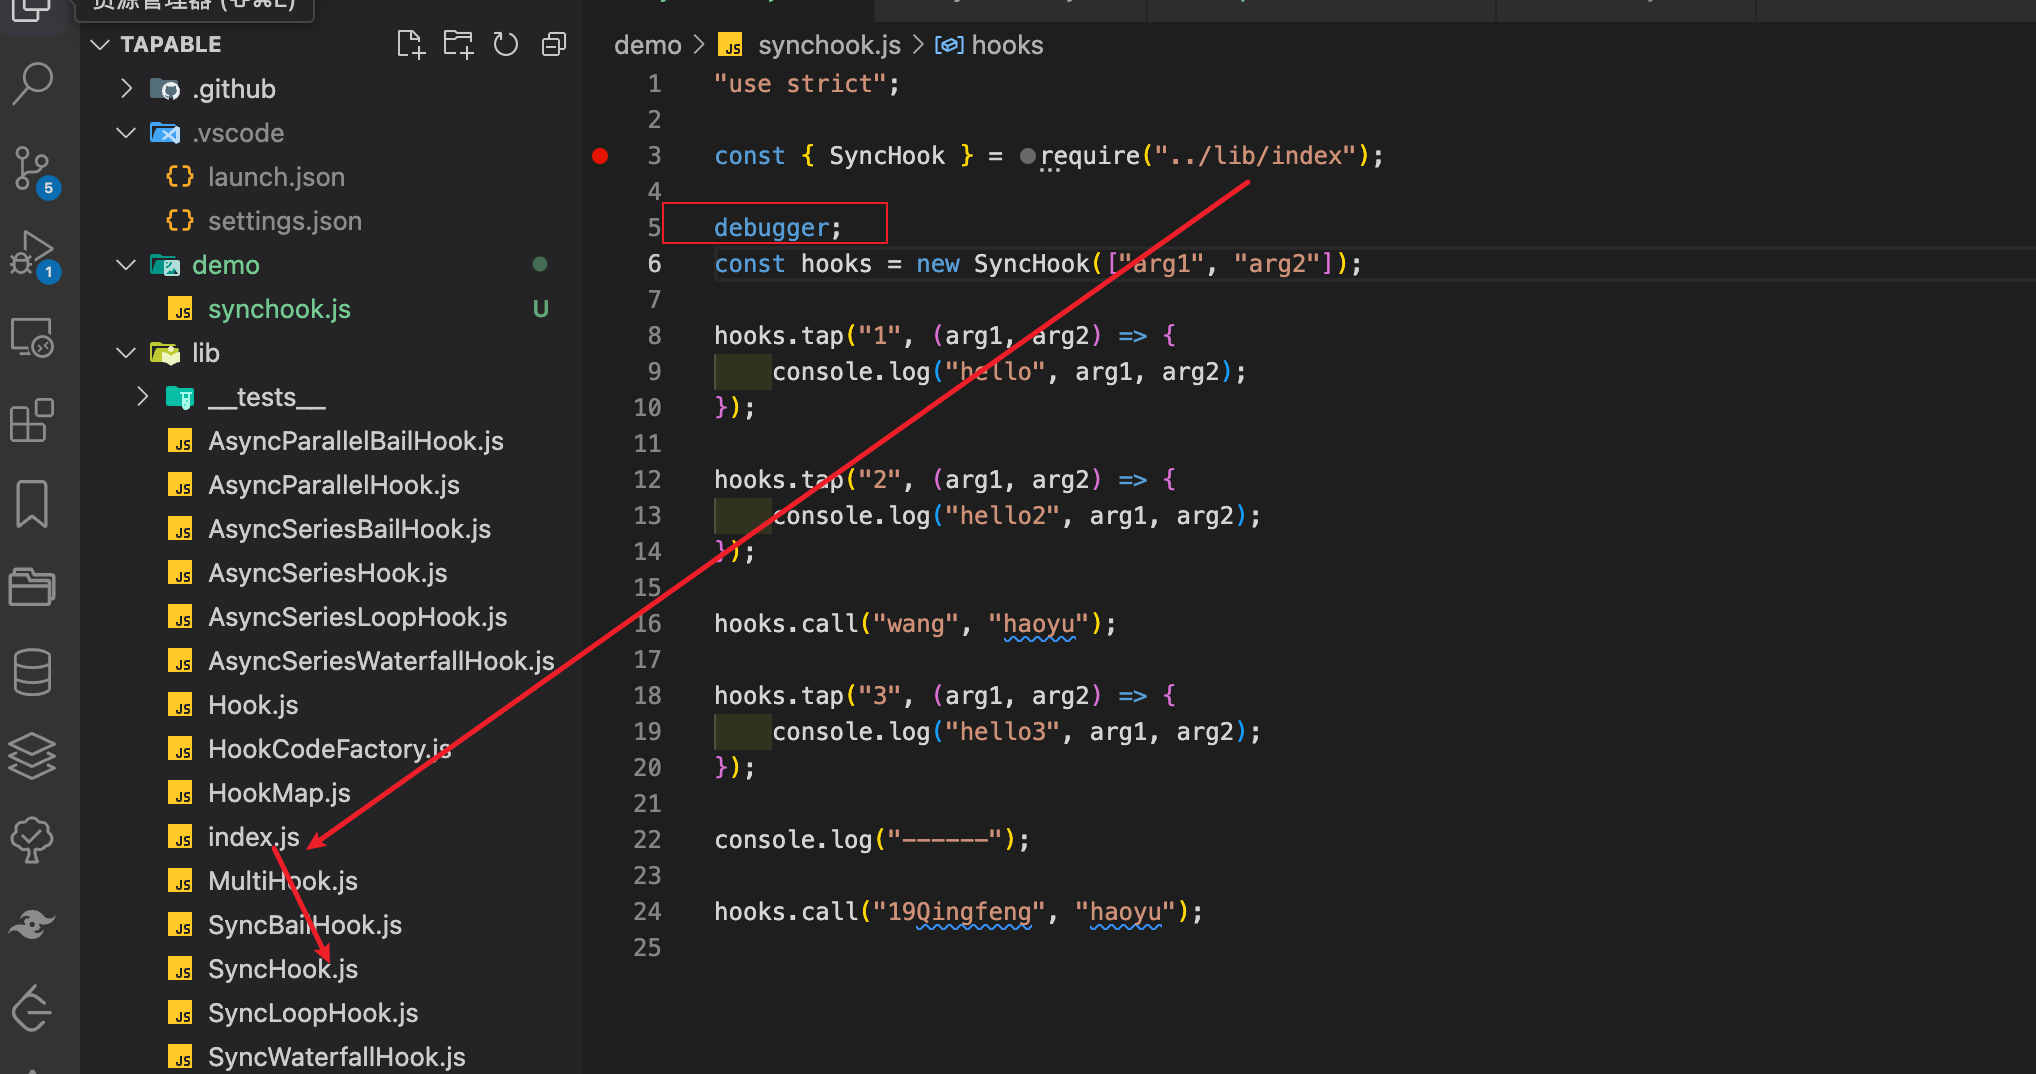 资源管理器 (⇧⌘E)
TAPABLE
.github
.vscode
launch.json
settings.json
demo
synchook.js U
lib
__tests__
AsyncParallelBailHook.js
AsyncParallelHook.js
AsyncSeriesBailHook.js
AsyncSeriesHook.js
AsyncSeriesLoopHook.js
AsyncSeriesWaterfallHook.js
Hook.js
HookCodeFactory.js
HookMap.js
index.js
MultiHook.js
SyncBailHook.js
SyncHook.js
SyncLoopHook.js
SyncWaterfallHook.js
5
1
demo > JS synchook.js > hooks
1 "use strict";
2
3 const { SyncHook } = require("../lib/index");
4
5 debugger;
6 const hooks = new SyncHook(["arg1", "arg2"]);
7
8 hooks.tap("1", (arg1, arg2) => {
9 console.log("hello", arg1, arg2);
10 });
11
12 hooks.tap("2", (arg1, arg2) => {
13 console.log("hello2", arg1, arg2);
14 });
15
16 hooks.call("wang", "haoyu");
17
18 hooks.tap("3", (arg1, arg2) => {
19 console.log("hello3", arg1, arg2);
20 });
21
22 console.log("------");
23
24 hooks.call("19Qingfeng", "haoyu");
25